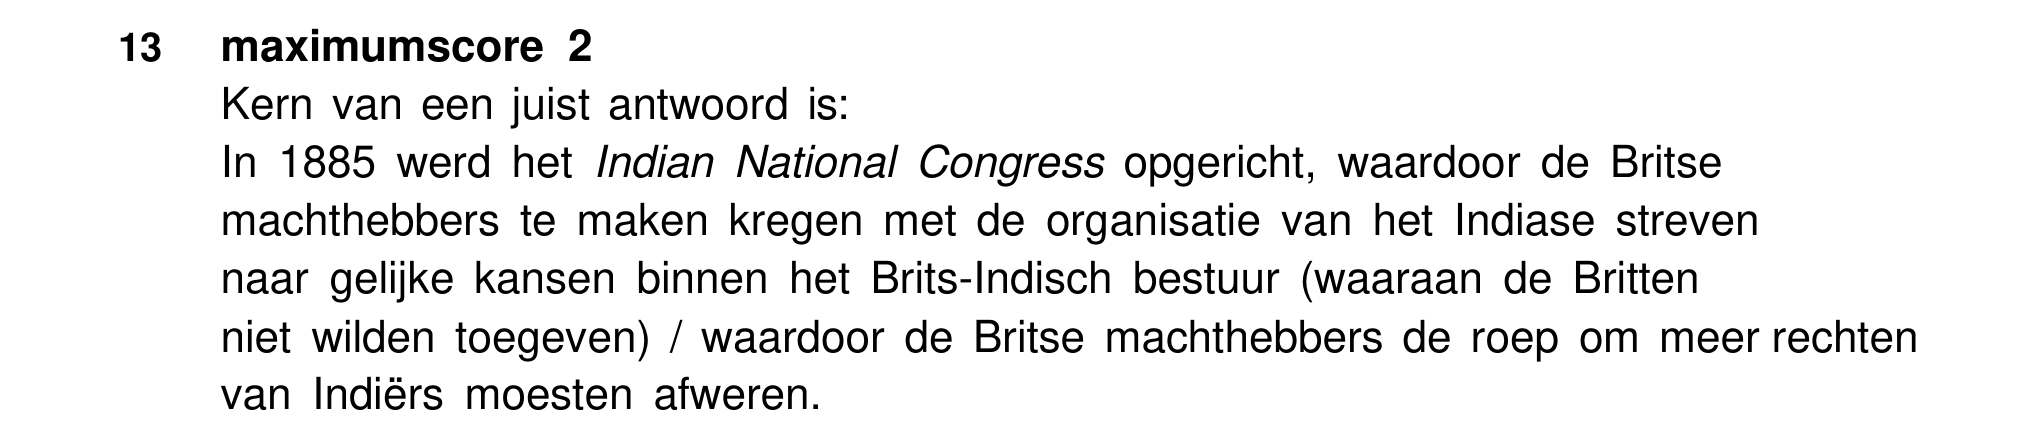 13 maximumscore 2
Kern van een juist antwoord is:
In 1885 werd het Indian National Congress opgericht, waardoor de Britse
machthebbers te maken kregen met de organisatie van het Indiase streven
naar gelijke kansen binnen het Brits-Indisch bestuur (waaraan de Britten
niet wilden toegeven) / waardoor de Britse machthebbers de roep om meer rechten
van Indiërs moesten afweren.